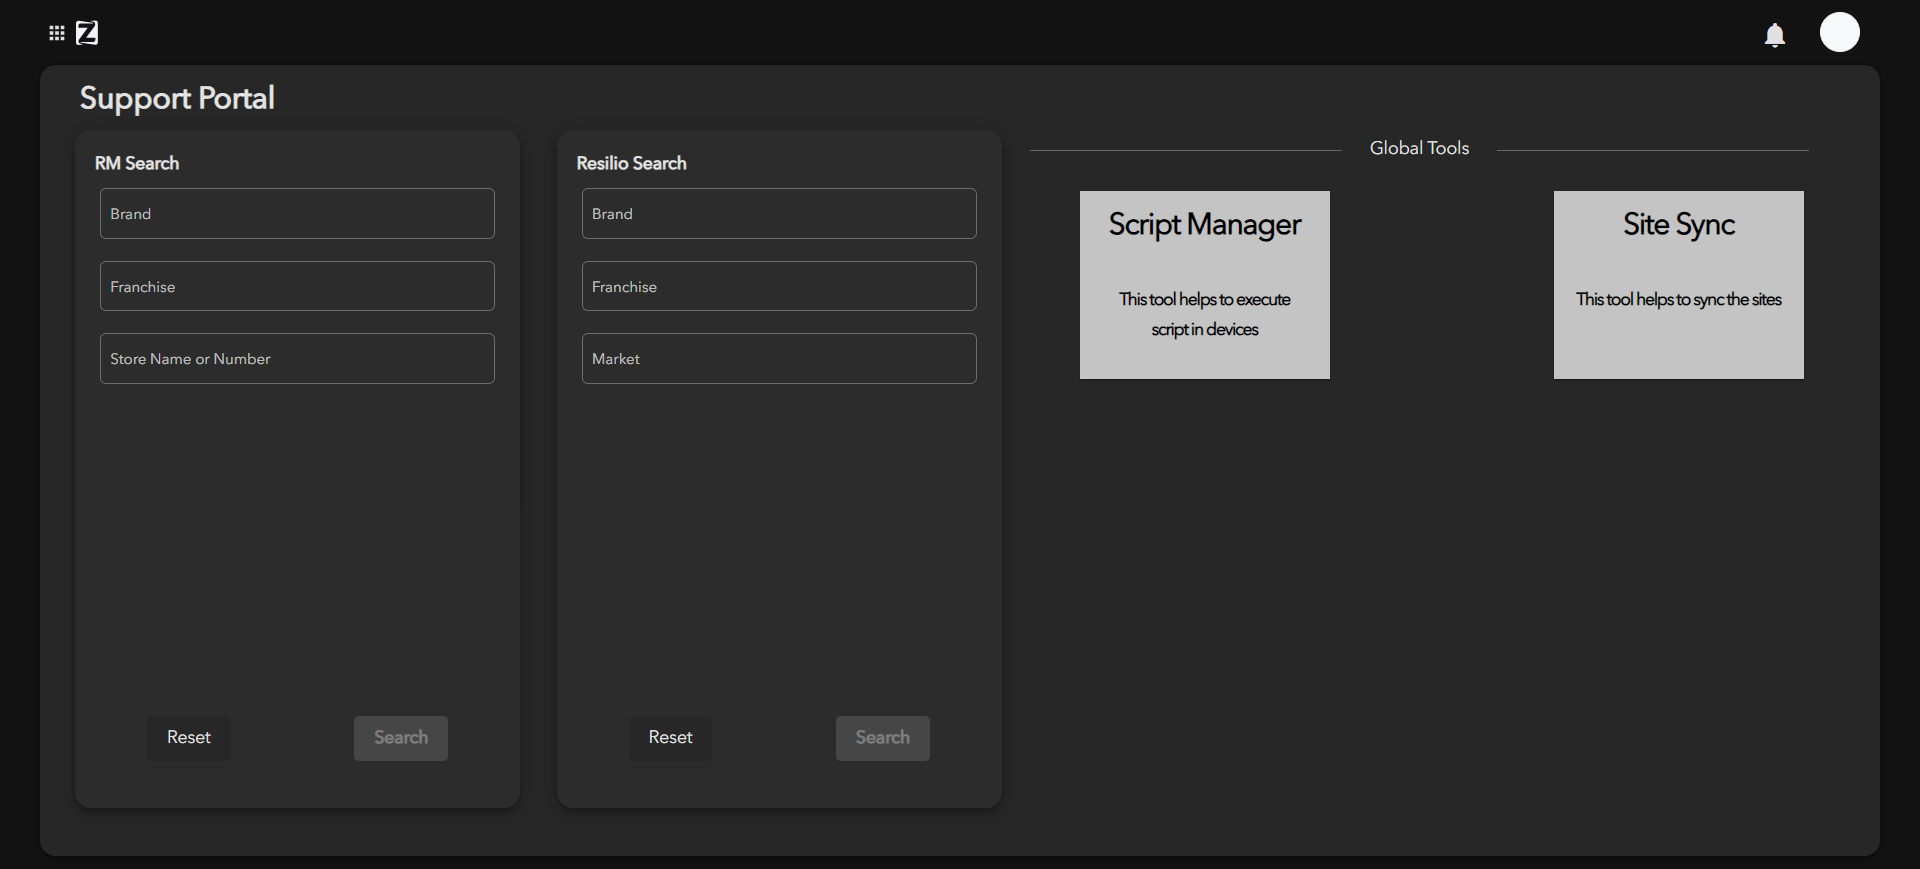 Z
Support Portal
RM Search
Brand
Franchise
Store Name or Number
Reset
Search
Resilio Search
Brand
Franchise
Market
Reset
Search
Global Tools
Script Manager
This tool helps to execute
script in devices
Site Sync
This tool helps to sync the sites